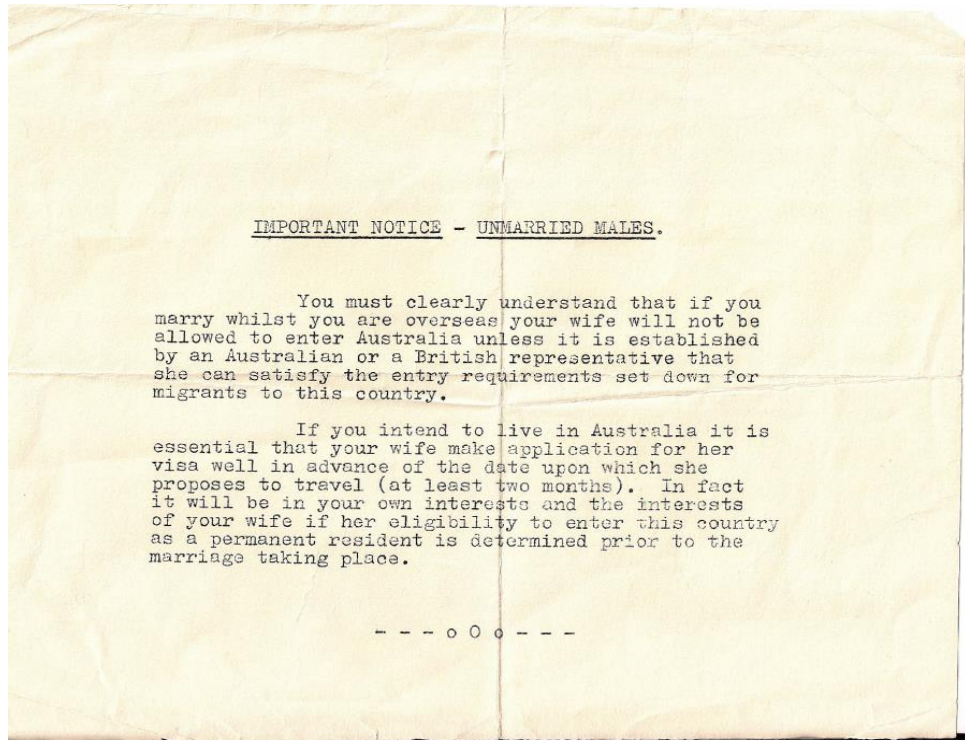 IMPORTANT NOTICE - UNMARRIED MALES.
You must clearly understand that if you
marry whilst you are overseas your wife will not be
allowed to enter Australia unless it is established
by an Australian or a British representative that
she can satisfy the entry requirements set down for
migrants to this country.
If you intend to live in Australia it is
essential that your wife make application for her
visa well in advance of the date upon which she
proposes to travel (at least two months). In fact
it will be in your own interests and the interests
of your wife if her eligibility to enter this country
as a permanent resident is determined prior to the
marriage taking place.
- - - o O o - - -